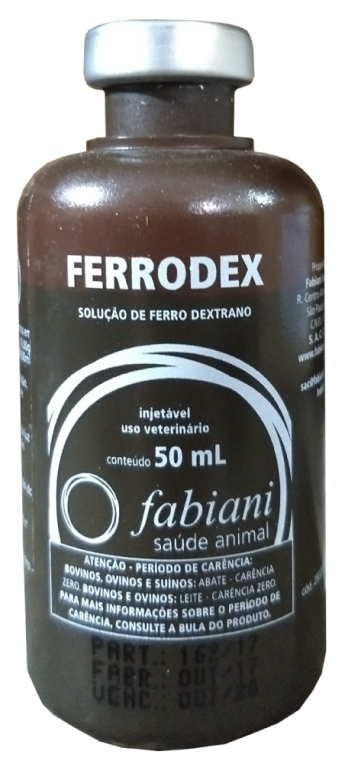 FERRODEX
SOLUÇÃO DE FERRO DEXTRANO
injetável
uso veterinário
conteúdo 50 mL
fabiani
saúde animal
ATENÇÃO - PERÍODO DE CARÊNCIA:
BOVINOS, OVINOS E SUÍNOS: ABATE - CARÊNCIA
ZERO. BOVINOS E OVINOS: LEITE - CARÊNCIA ZERO.
PARA MAIS INFORMAÇÕES SOBRE O PERÍODO DE
CARÊNCIA, CONSULTE A BULA DO PRODUTO.
PART.: 162/17
FABR.: OUT/17
VENC.: OUT/20